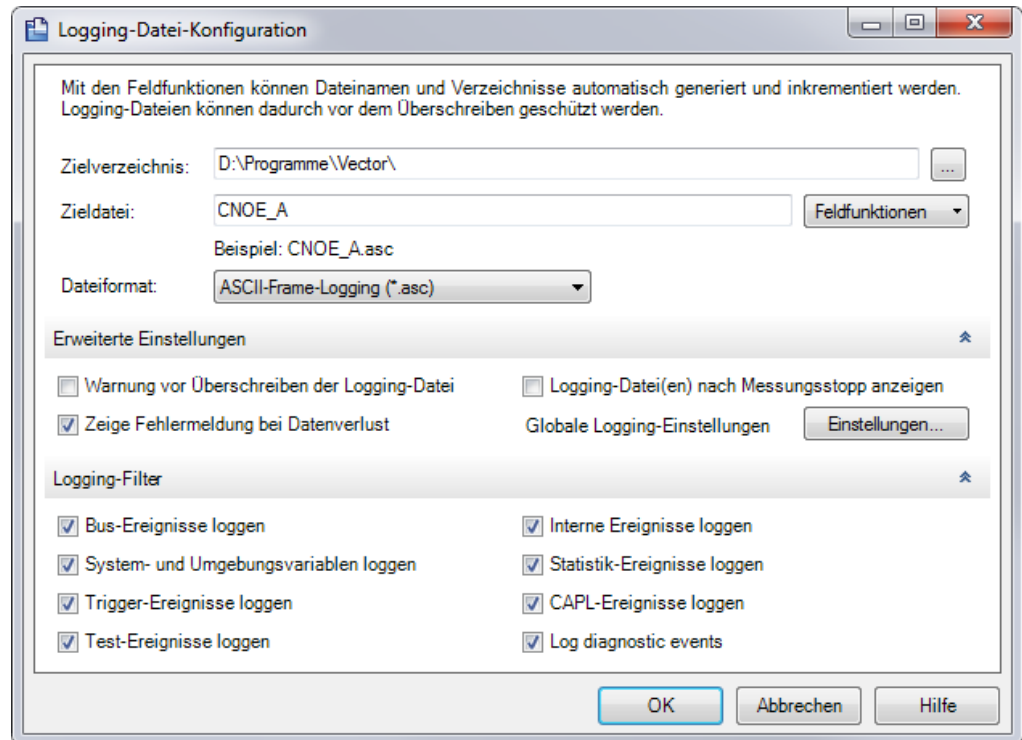 Logging-Datei-Konfiguration
Mit den Feldfunktionen können Dateinamen und Verzeichnisse automatisch generiert und inkrementiert werden.
Logging-Dateien können dadurch vor dem Überschreiben geschützt werden.
Zielverzeichnis: D:\Programme\Vector\ ...
Zieldatei: CNOE_A Feldfunktionen
Beispiel: CNOE_A.asc
Dateiformat: ASCII-Frame-Logging (*.asc)
Erweiterte Einstellungen
Warnung vor Überschreiben der Logging-Datei Logging-Datei(en) nach Messungsstopp anzeigen
Zeige Fehlermeldung bei Datenverlust Globale Logging-Einstellungen Einstellungen...
Logging-Filter
Bus-Ereignisse loggen Interne Ereignisse loggen
System- und Umgebungsvariablen loggen Statistik-Ereignisse loggen
Trigger-Ereignisse loggen CAPL-Ereignisse loggen
Test-Ereignisse loggen Log diagnostic events
OK Abbrechen Hilfe